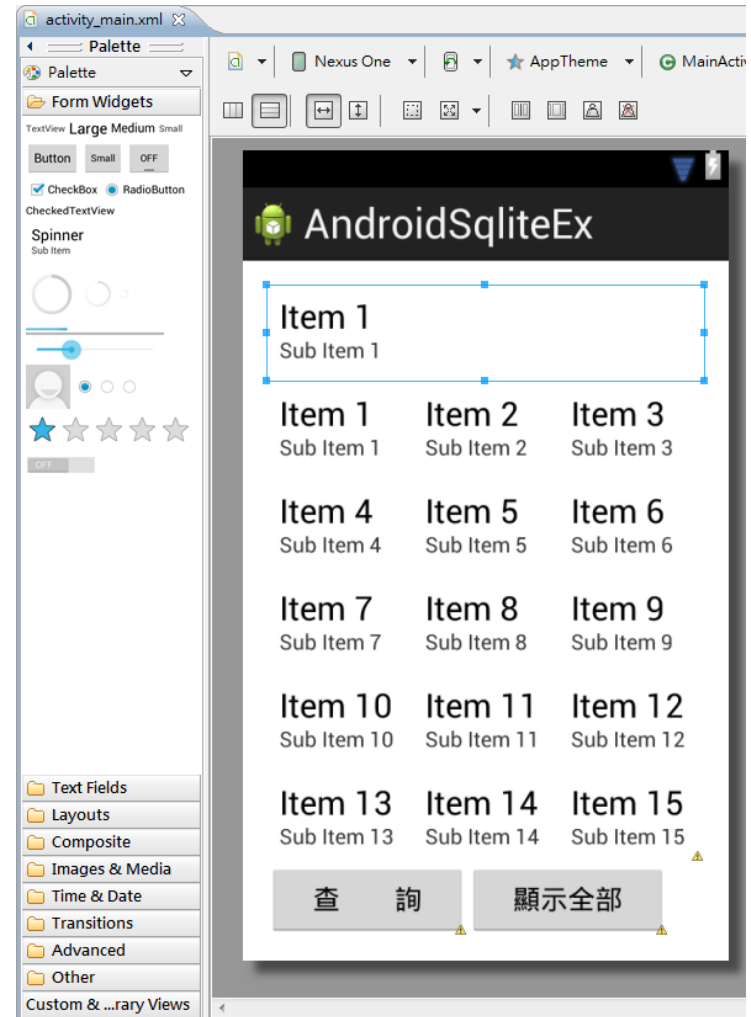 activity_main.xml
Palette
Palette
Form Widgets
TextView Large Medium Small
Button Small OFF
CheckBox RadioButton
CheckedTextView
Spinner
Sub Item
OFF
Text Fields
Layouts
Composite
Images & Media
Time & Date
Transitions
Advanced
Other
Custom & ...rary Views
Nexus One AppTheme MainActiv
AndroidSqliteEx
Item 1
Sub Item 1
Item 1 Item 2 Item 3
Sub Item 1 Sub Item 2 Sub Item 3
Item 4 Item 5 Item 6
Sub Item 4 Sub Item 5 Sub Item 6
Item 7 Item 8 Item 9
Sub Item 7 Sub Item 8 Sub Item 9
Item 10 Item 11 Item 12
Sub Item 10 Sub Item 11 Sub Item 12
Item 13 Item 14 Item 15
Sub Item 13 Sub Item 14 Sub Item 15
查 詢 顯示全部